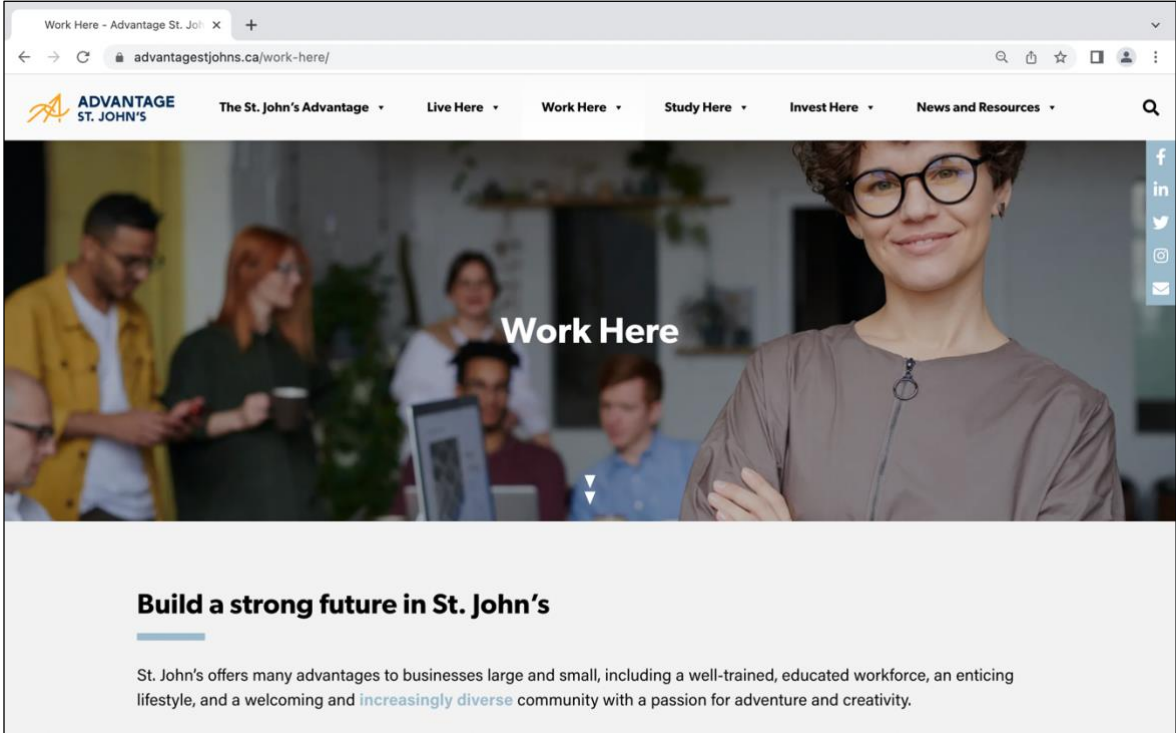 Work Here - Advantage St. Joh
advantagestjohns.ca/work-here/
ADVANTAGE
ST. JOHN'S
The St. John's Advantage
Live Here
Work Here
Study Here
Invest Here
News and Resources
f
in
Work Here
Build a strong future in St. John's
St. John's offers many advantages to businesses large and small, including a well-trained, educated workforce, an enticing
lifestyle, and a welcoming and increasingly diverse community with a passion for adventure and creativity.